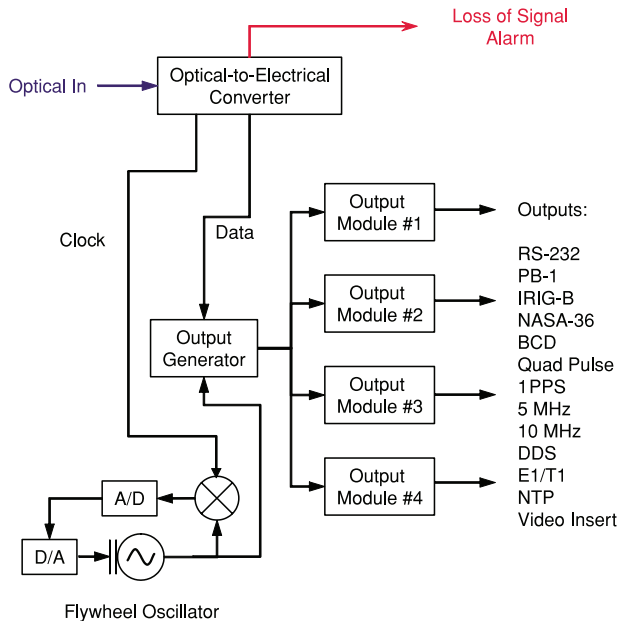 Loss of Signal
Alarm
Optical In
Optical-to-Electrical
Converter
Clock
Data
Output
Generator
Output
Module #1
Output
Module #2
Output
Module #3
Output
Module #4
Outputs:
RS-232
PB-1
IRIG-B
NASA-36
BCD
Quad Pulse
1PPS
5 MHz
10 MHz
DDS
E1/T1
NTP
Video Insert
A/D
D/A
Flywheel Oscillator